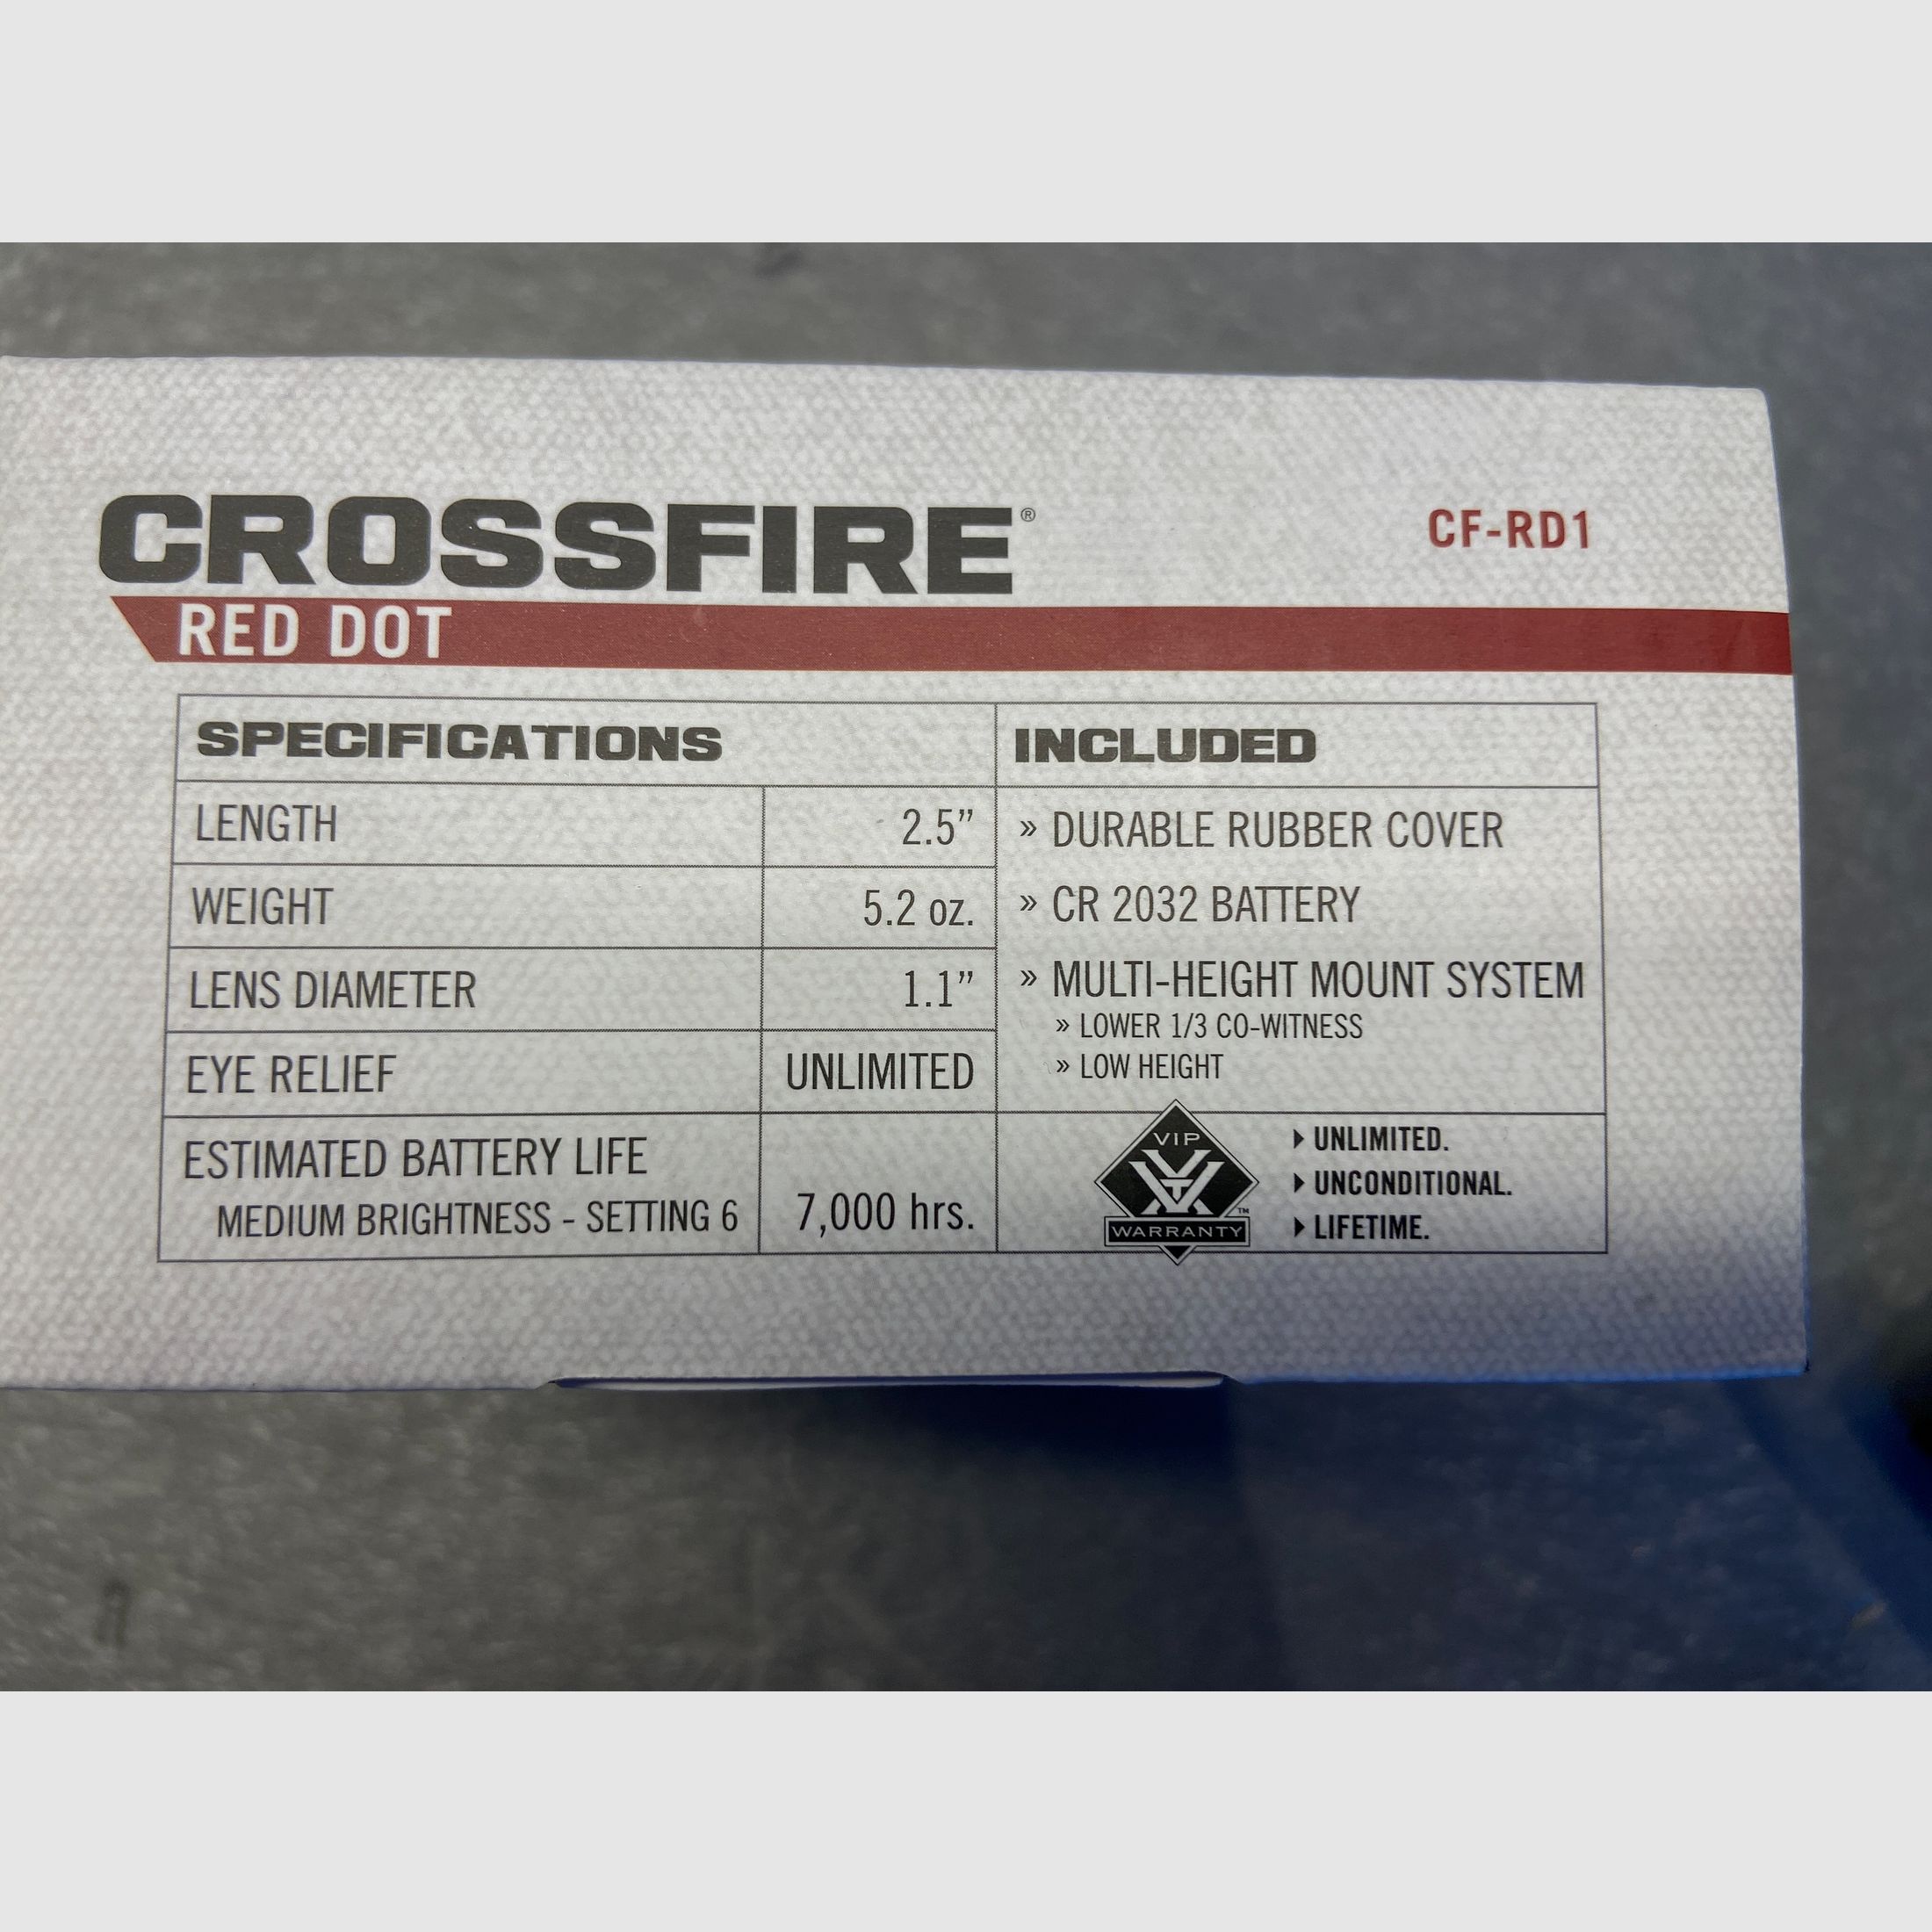 CROSSFIRE®
CF-RD1
RED DOT
SPECIFICATIONS
LENGTH 2.5”
WEIGHT 5.2 oz.
LENS DIAMETER 1.1”
EYE RELIEF UNLIMITED
ESTIMATED BATTERY LIFE
MEDIUM BRIGHTNESS - SETTING 6 7,000 hrs.
INCLUDED
» DURABLE RUBBER COVER
» CR 2032 BATTERY
» MULTI-HEIGHT MOUNT SYSTEM
» LOWER 1/3 CO-WITNESS
» LOW HEIGHT
VIP
WARRANTY™
UNLIMITED.
UNCONDITIONAL.
LIFETIME.